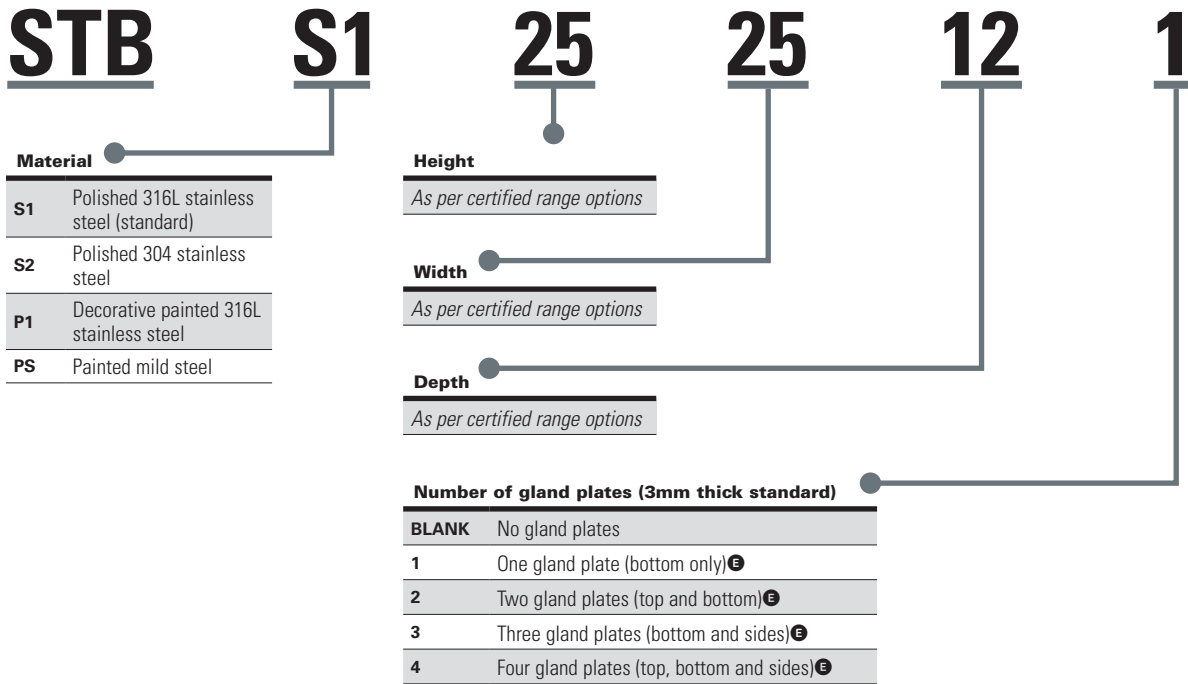 STB S1 25 25 12 1
Material
S1 Polished 316L stainless
steel (standard)
S2 Polished 304 stainless
steel
P1 Decorative painted 316L
stainless steel
PS Painted mild steel
Height
As per certified range options
Width
As per certified range options
Depth
As per certified range options
Number of gland plates (3mm thick standard)
BLANK No gland plates
1 One gland plate (bottom only) E
2 Two gland plates (top and bottom) E
3 Three gland plates (bottom and sides) E
4 Four gland plates (top, bottom and sides) E